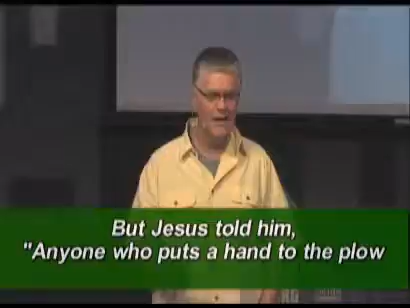 But Jesus told him,
"Anyone who puts a hand to the plow